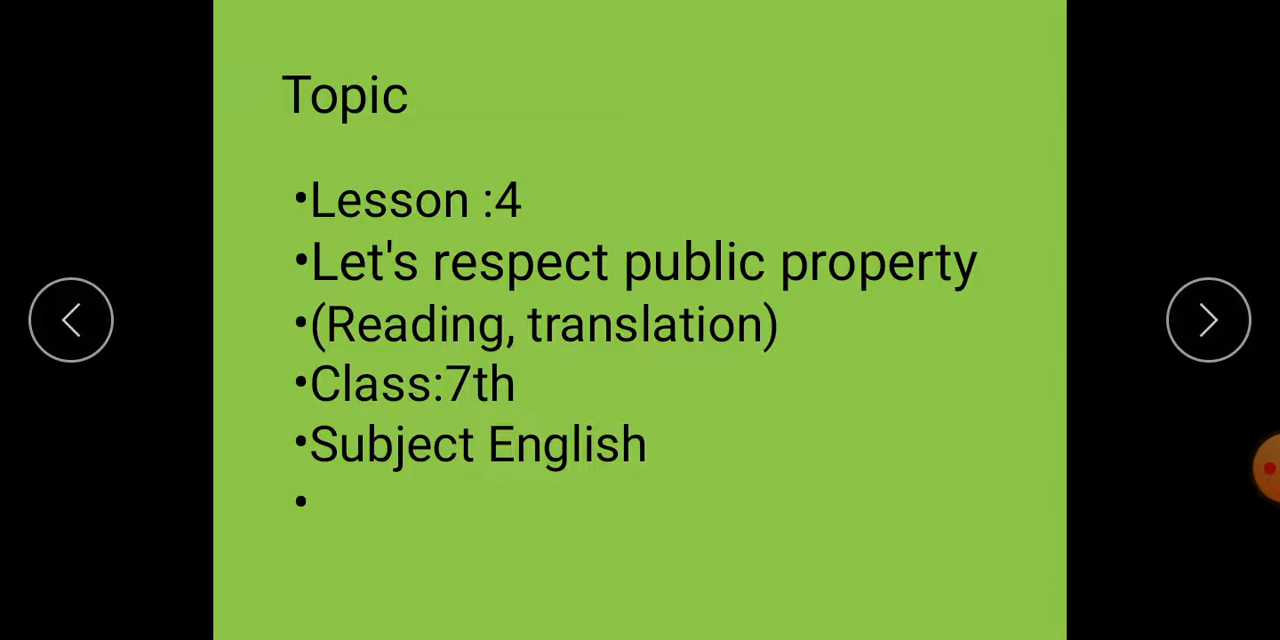 Topic
•Lesson :4
•Let's respect public property
•(Reading, translation)
•Class:7th
•Subject English
•